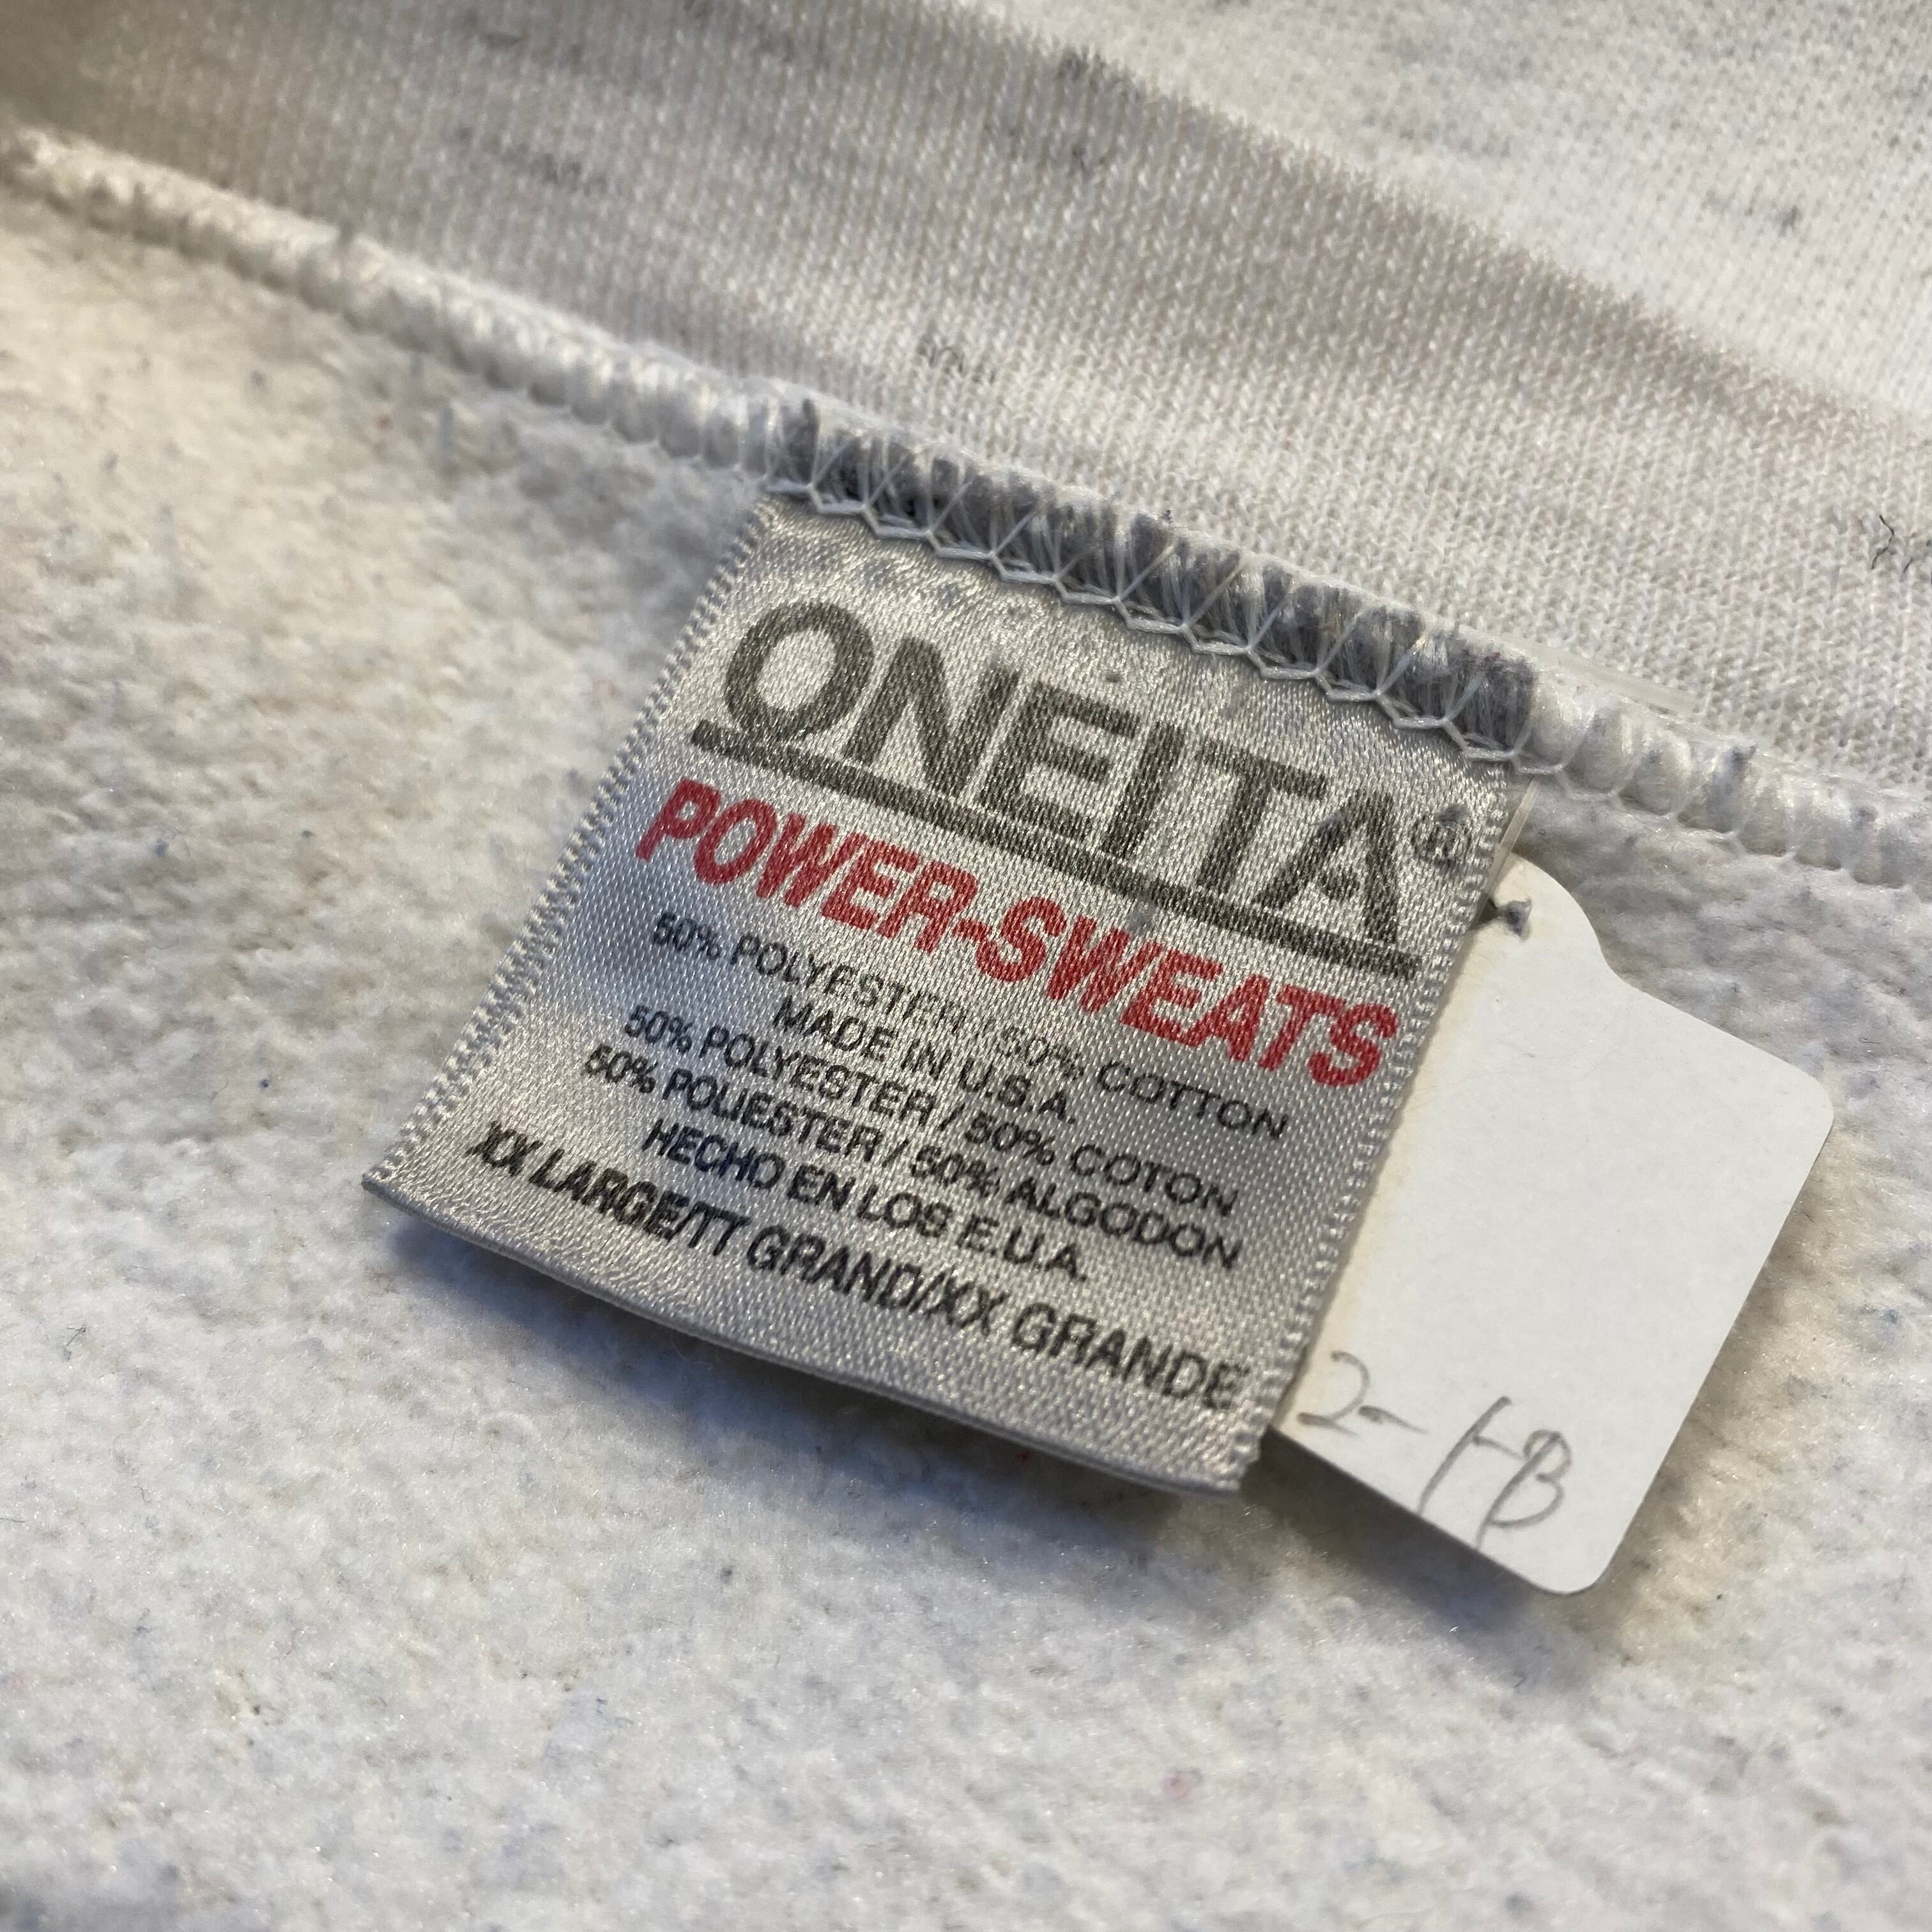 ONEITA®
POWER-SWEATS
50% POLYESTER / 50% COTTON
MADE IN U.S.A.
50% POLYESTER / 50% COTON
50% POLIESTER / 50% ALGODON
HECHO EN LOS E.U.A.
XX LARGE/TT GRAND/XX GRANDE
2-1-B